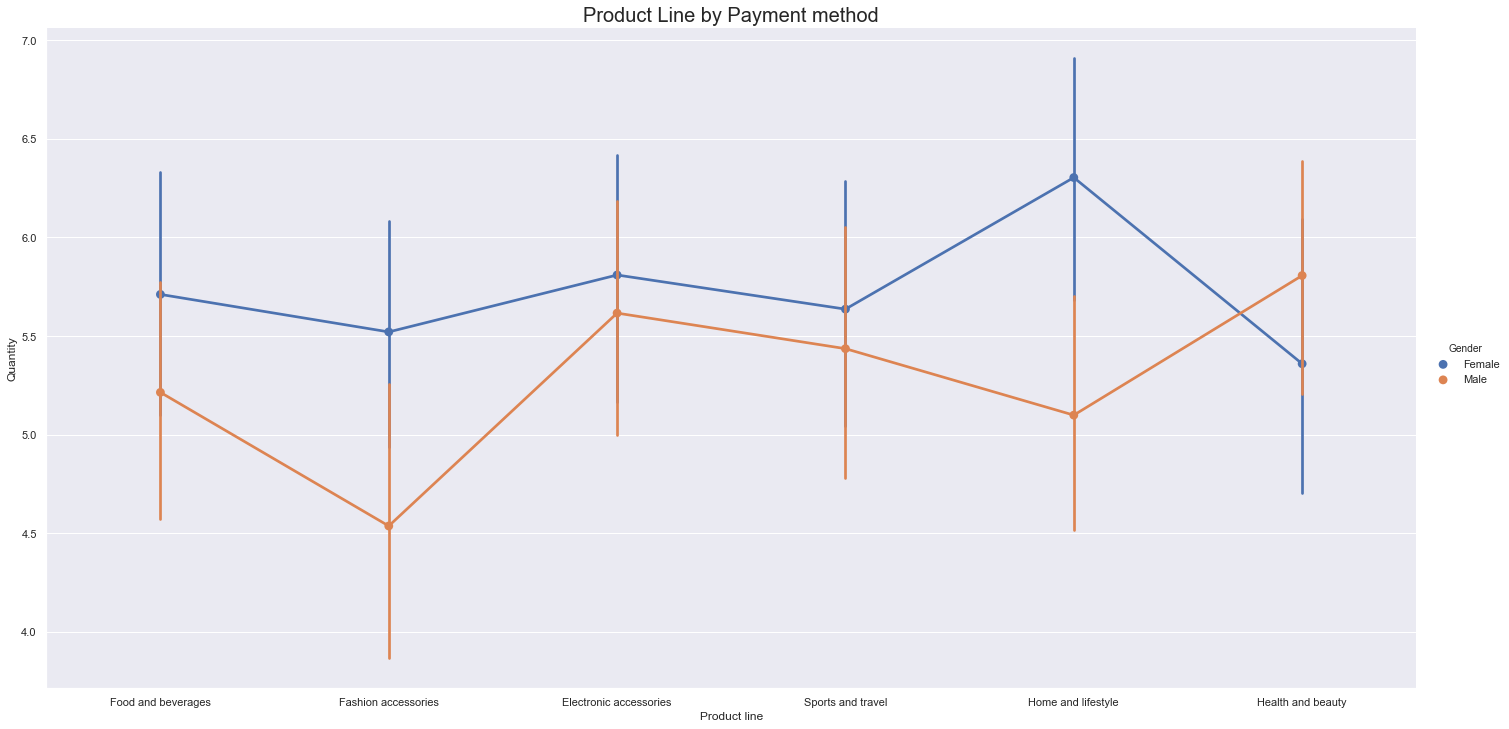 Product Line by Payment method
7.0
6.5
6.0
5.5
5.0
4.5
4.0
Quantity
Food and beverages
Fashion accessories
Electronic accessories
Sports and travel
Home and lifestyle
Health and beauty
Product line
Gender
Female
Male